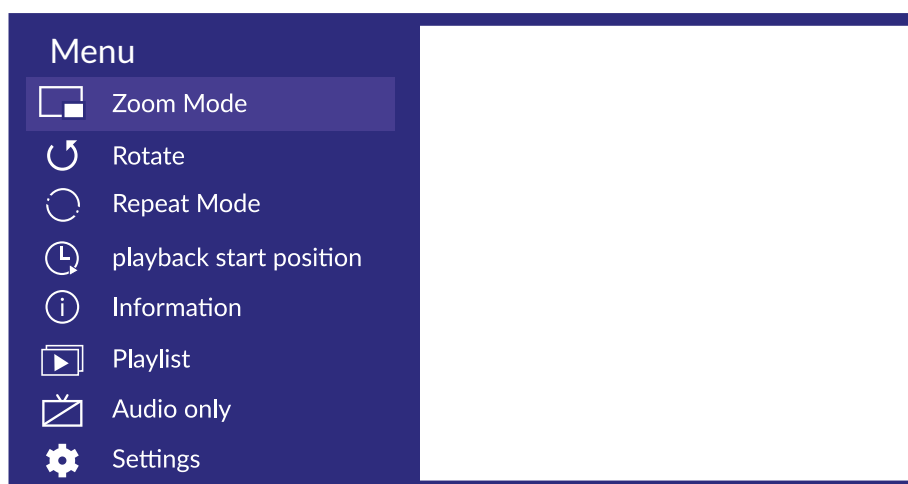 Menu
Zoom Mode
Rotate
Repeat Mode
playback start position
Information
Playlist
Audio only
Settings